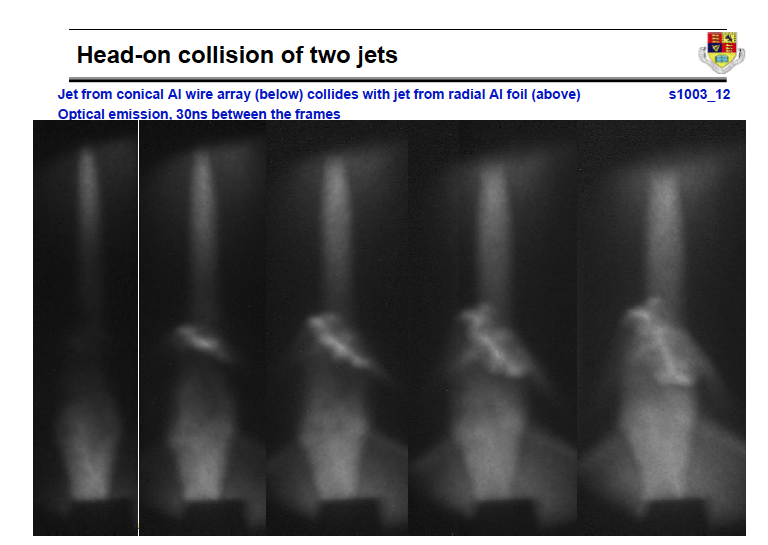 Head-on collision of two jets
Jet from conical Al wire array (below) collides with jet from radial Al foil (above) s1003_12
Optical emission, 30ns between the frames